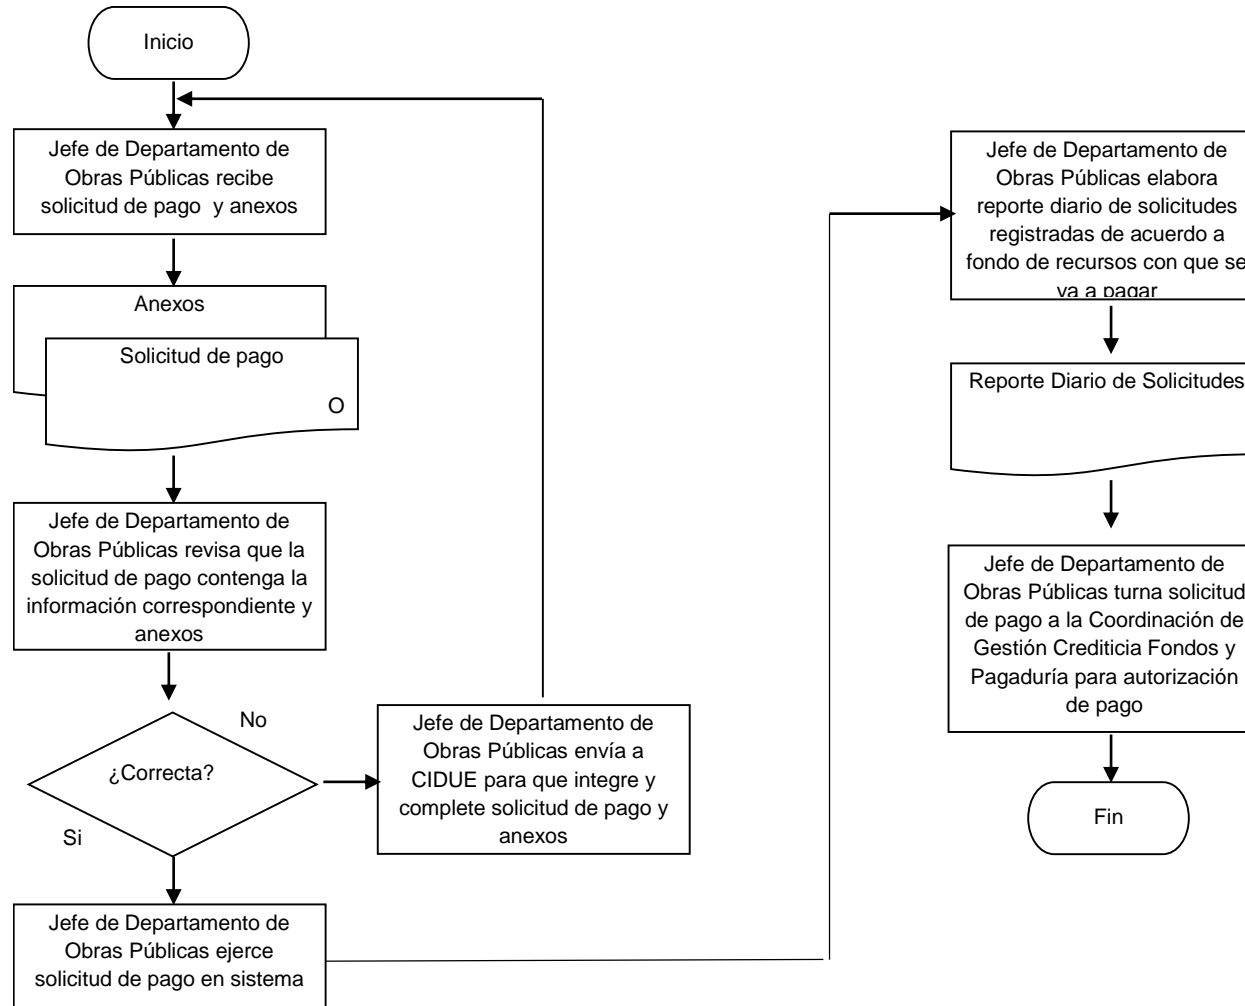 Inicio
Jefe de Departamento de
Obras Públicas recibe
solicitud de pago y anexos
Anexos
Solicitud de pago
O
Jefe de Departamento de
Obras Públicas revisa que la
solicitud de pago contenga la
información correspondiente y
anexos
¿Correcta?
No
Si
Jefe de Departamento de
Obras Públicas envía a
CIDUE para que integre y
complete solicitud de pago y
anexos
Jefe de Departamento de
Obras Públicas ejerce
solicitud de pago en sistema
Jefe de Departamento de
Obras Públicas elabora
reporte diario de solicitudes
registradas de acuerdo a
fondo de recursos con que se
va a pagar
Reporte Diario de Solicitudes
Jefe de Departamento de
Obras Públicas turna solicitud
de pago a la Coordinación de
Gestión Crediticia Fondos y
Pagaduría para autorización
de pago
Fin